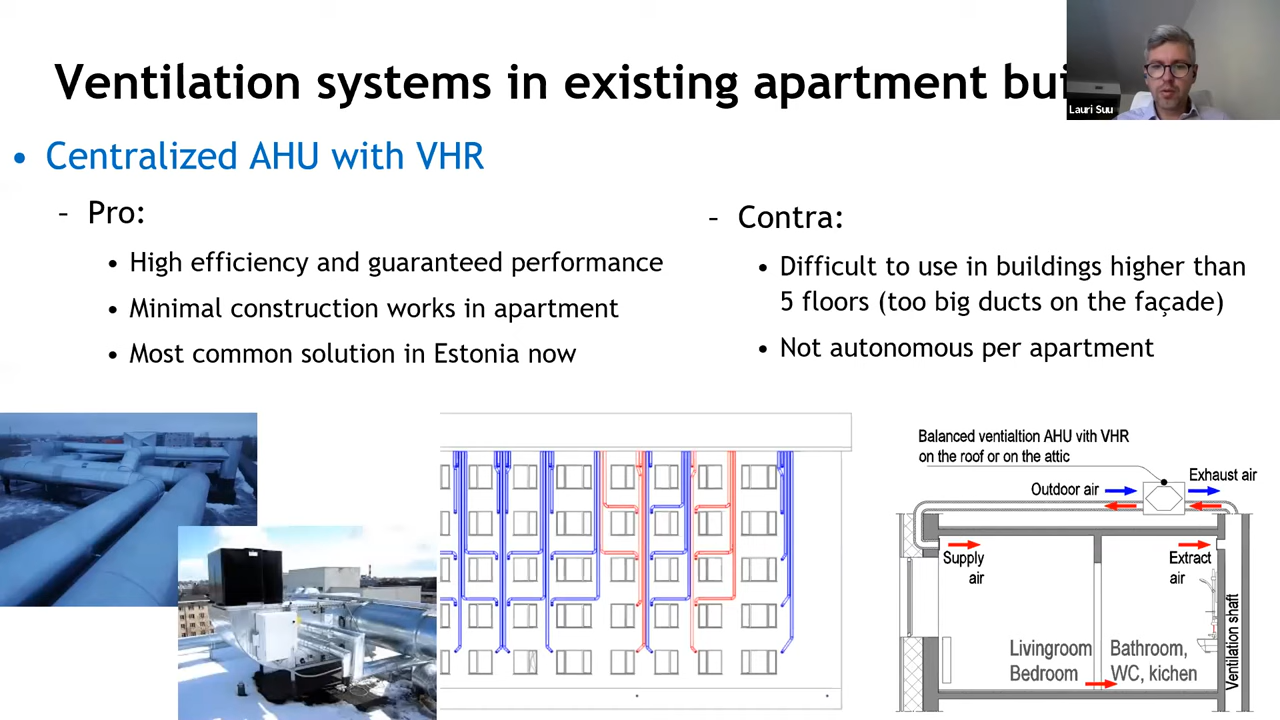 Ventilation systems in existing apartment bui
Lauri Suu
• Centralized AHU with VHR
– Pro:
• High efficiency and guaranteed performance
• Minimal construction works in apartment
• Most common solution in Estonia now
– Contra:
• Difficult to use in buildings higher than
5 floors (too big ducts on the façade)
• Not autonomous per apartment
Balanced ventialtion AHU vith VHR
on the roof or on the attic
Outdoor air
Exhaust air
Supply
air
Extract
air
Livingroom
Bedroom
Bathroom,
WC, kichen
Ventilation shaft